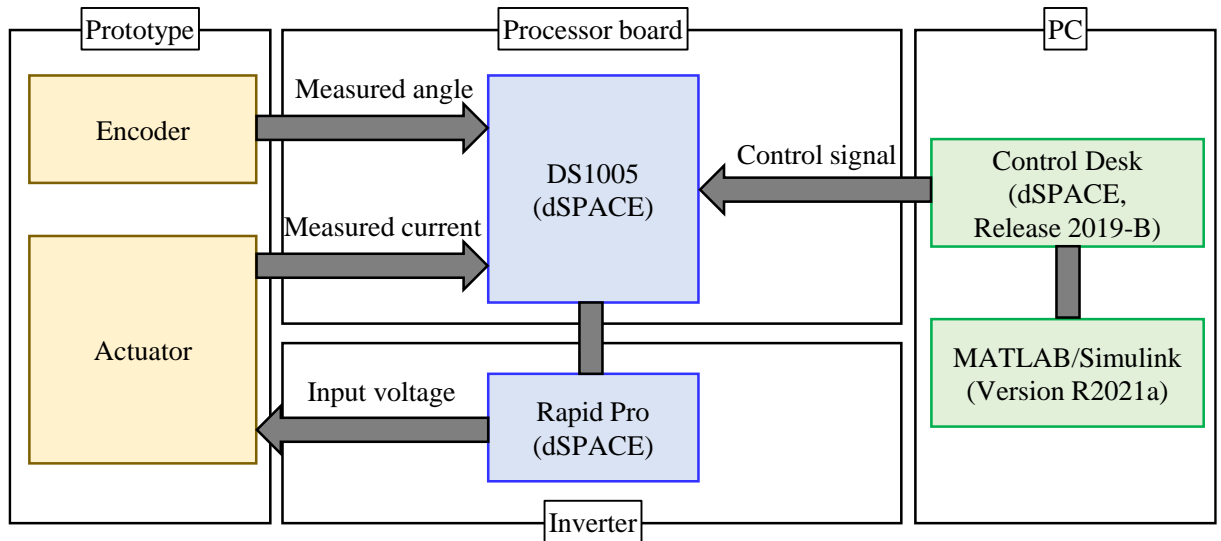 Prototype
Processor board
PC
Encoder
Measured angle
DS1005
(dSPACE)
Control signal
Control Desk
(dSPACE,
Release 2019-B)
Measured current
Actuator
Input voltage
Rapid Pro
(dSPACE)
MATLAB/Simulink
(Version R2021a)
Inverter